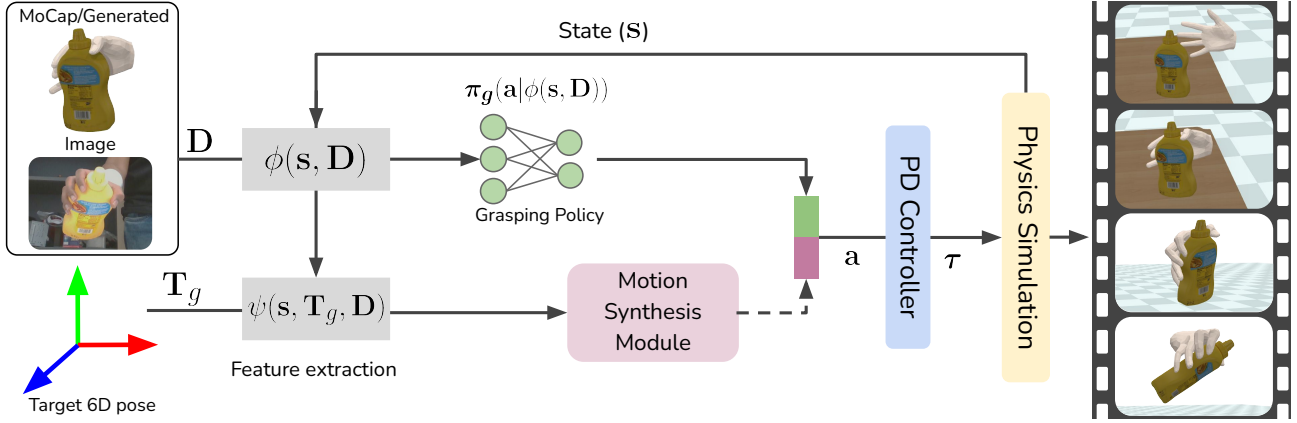 MoCap/Generated
Image
D
Target 6D pose
T_g
State (s)
ϕ(s, D)
ψ(s, T_g, D)
Feature extraction
π_g(a|ϕ(s, D))
Grasping Policy
Motion
Synthesis
Module
a
PD Controller
τ
Physics Simulation